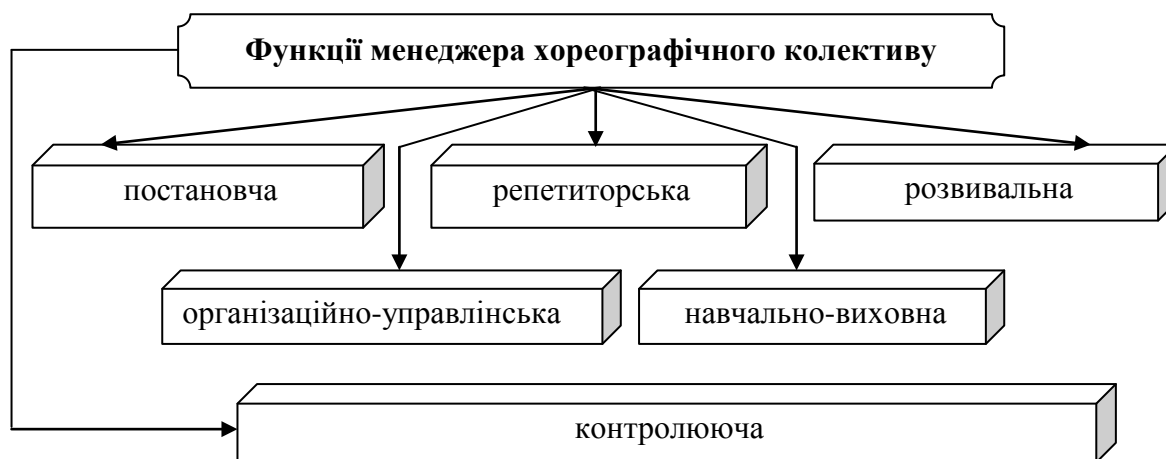 Функції менеджера хореографічного колективу
постановча
репетиторська
розвивальна
організаційно-управлінська
навчально-виховна
контролююча